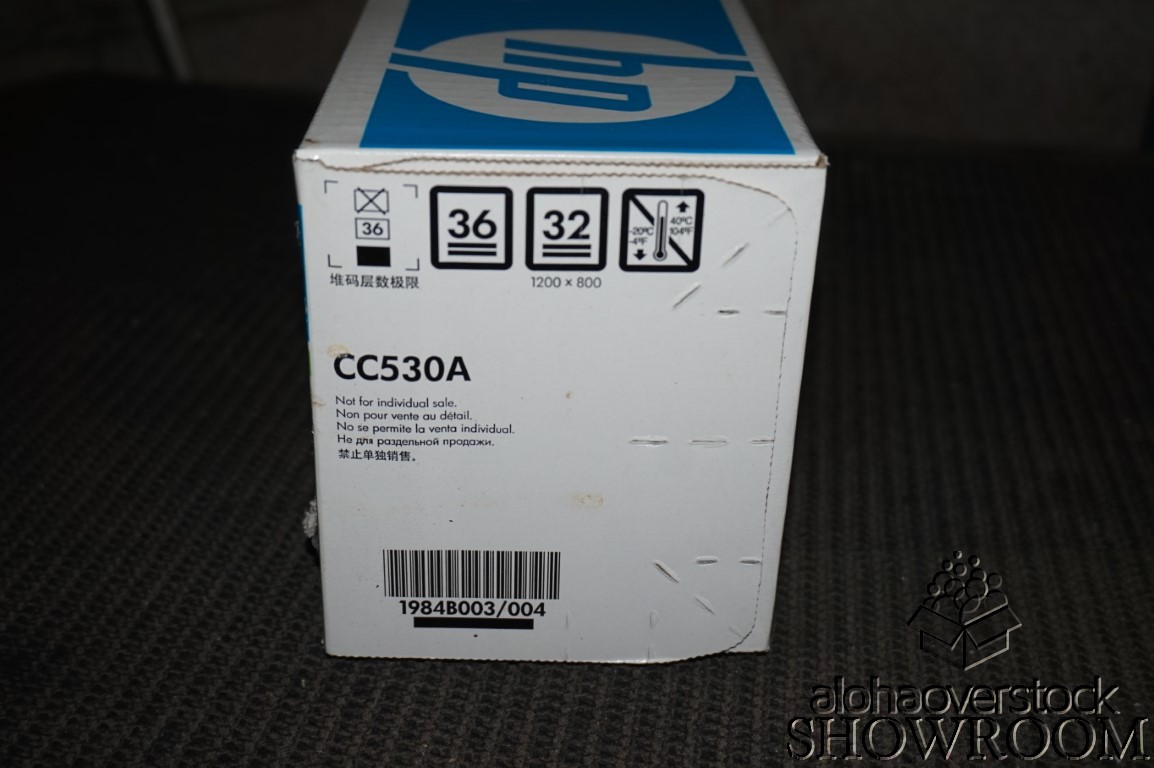 hp
36
堆码层数极限
36
32
1200 × 800
-20ºC
-4ºF
40ºC
104ºF
CC530A
Not for individual sale.
Non pour vente au détail.
No se permite la venta individual.
Не для раздельной продажи.
禁止单独销售。
1984B003/004
alohaoverstock
SHOWROOM